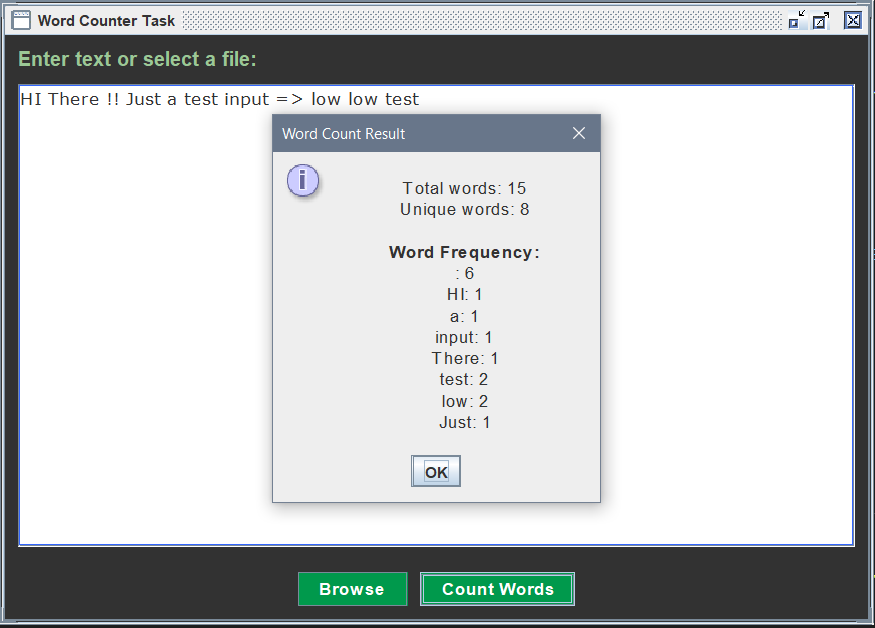 Word Counter Task
Enter text or select a file:
HI There !! Just a test input => low low test
Word Count Result
Total words: 15
Unique words: 8
Word Frequency:
: 6
HI: 1
a: 1
input: 1
There: 1
test: 2
low: 2
Just: 1
OK
Browse
Count Words